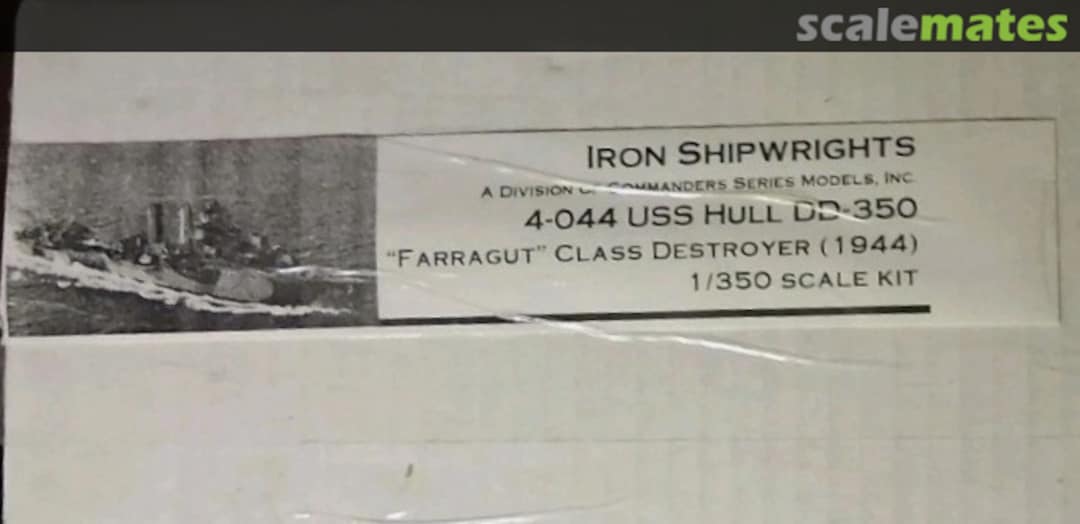 scalemates
IRON SHIPWRIGHTS
A DIVISION OF COMMANDERS SERIES MODELS, INC
4-044 USS HULL DD-350
"FARRAGUT" CLASS DESTROYER (1944)
1/350 SCALE KIT